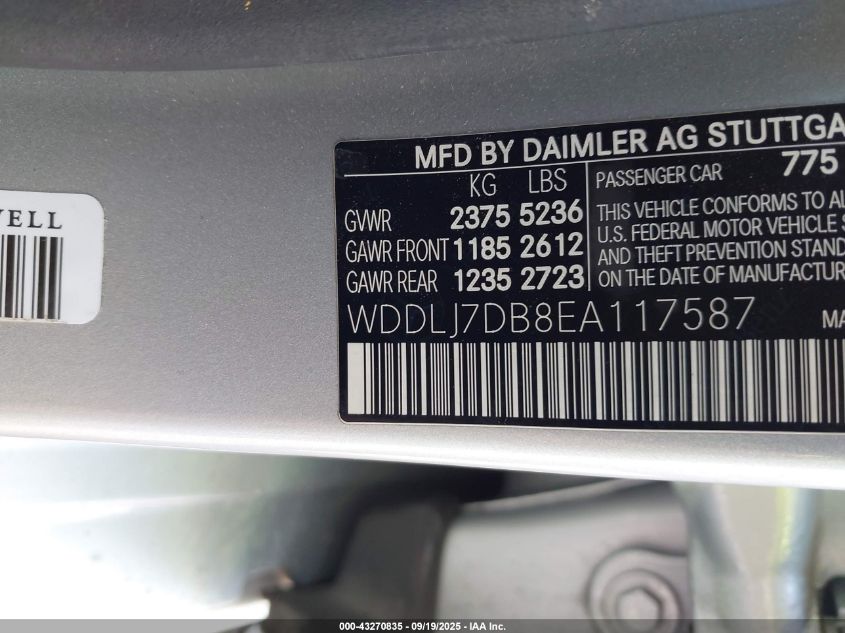 MFD BY DAIMLER AG STUTTGA
KG LBS
PASSENGER CAR 775
GVWR 2375 5236
GAWR FRONT 1185 2612
GAWR REAR 1235 2723
THIS VEHICLE CONFORMS TO AL
U.S. FEDERAL MOTOR VEHICLE S
AND THEFT PREVENTION STAND
ON THE DATE OF MANUFACTUR
WDDLJ7DB8EA117587
MA
VELL
000-43270835 - 09/19/2025 - IAA Inc.